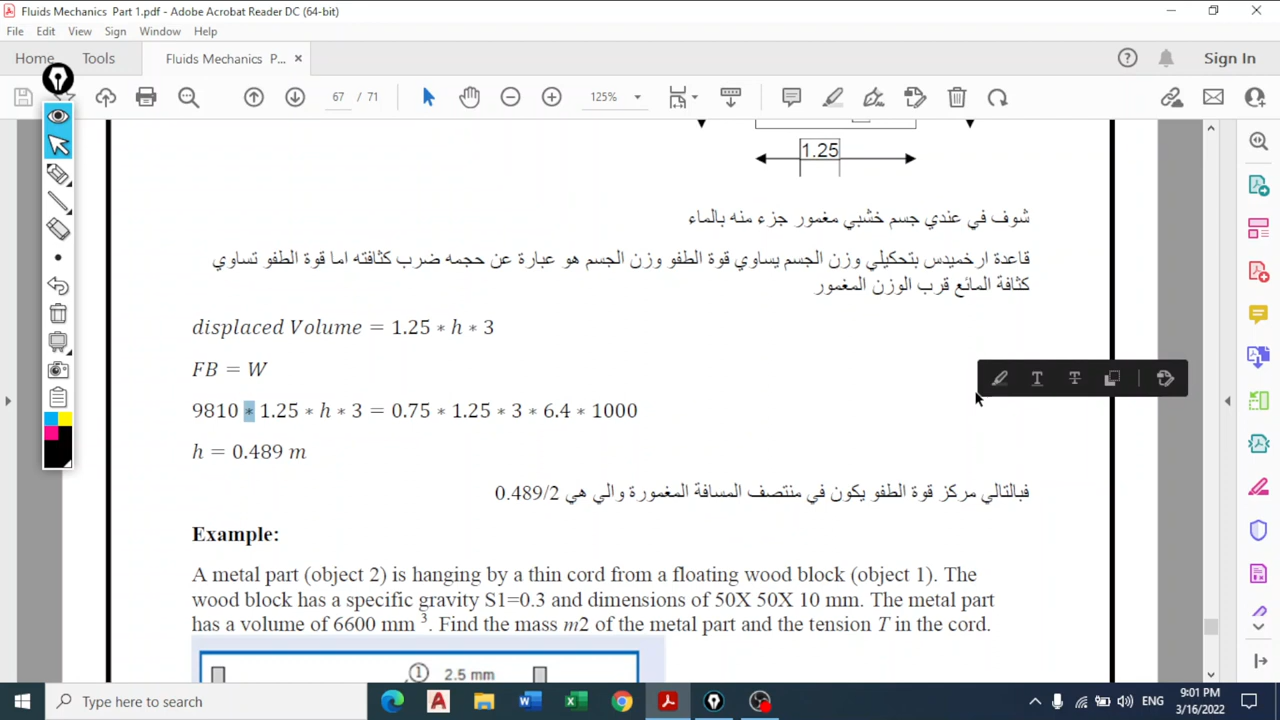 Fluids Mechanics Part 1.pdf - Adobe Acrobat Reader DC (64-bit)
File Edit View Sign Window Help
Home Tools Fluids Mechanics P... × Sign In
67 / 71 125%
1.25
شوف في عندي جسم خشبي مغمور جزء منه بالماء
قاعدة ارخميدس بتحكيلي وزن الجسم يساوي قوة الطفو وزن الجسم هو عبارة عن حجمه ضرب كثافته اما قوة الطفو تساوي
كثافة المائع قرب الوزن المغمور
displaced Volume = 1.25 ∗ h ∗ 3
FB = W
9810 ∗ 1.25 ∗ h ∗ 3 = 0.75 ∗ 1.25 ∗ 3 ∗ 6.4 ∗ 1000
h = 0.489 m
فبالتالي مركز قوة الطفو يكون في منتصف المسافة المغمورة والي هي 0.489/2
Example:
A metal part (object 2) is hanging by a thin cord from a floating wood block (object 1). The
wood block has a specific gravity S1=0.3 and dimensions of 50X 50X 10 mm. The metal part
has a volume of 6600 mm ³. Find the mass m2 of the metal part and the tension T in the cord.
① 2.5 mm
Type here to search
ENG
9:01 PM
3/16/2022